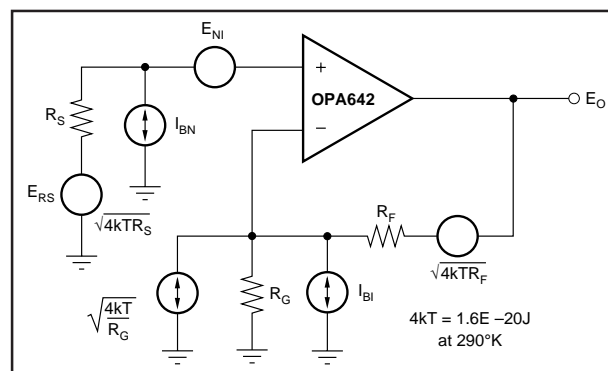 E_NI
+
OPA642
−
E_O
R_S
I_BN
E_RS
√4kTR_S
R_F
√4kTR_F
√4kT/R_G
R_G
I_BI
4kT = 1.6E –20J
at 290°K